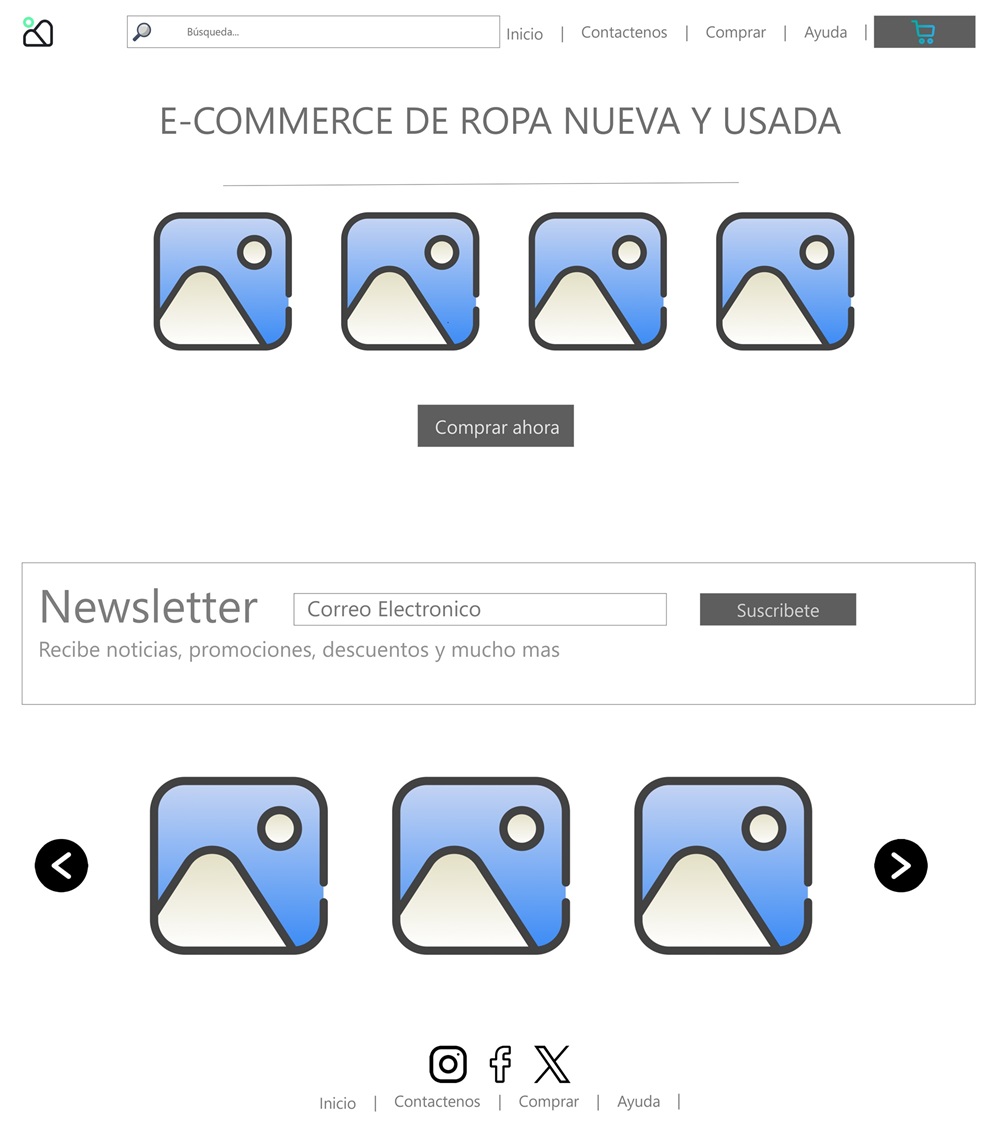 Búsqueda...
Inicio | Contactenos | Comprar | Ayuda |
E-COMMERCE DE ROPA NUEVA Y USADA
Comprar ahora
Newsletter
Correo Electronico
Suscribete
Recibe noticias, promociones, descuentos y mucho mas
Inicio | Contactenos | Comprar | Ayuda |